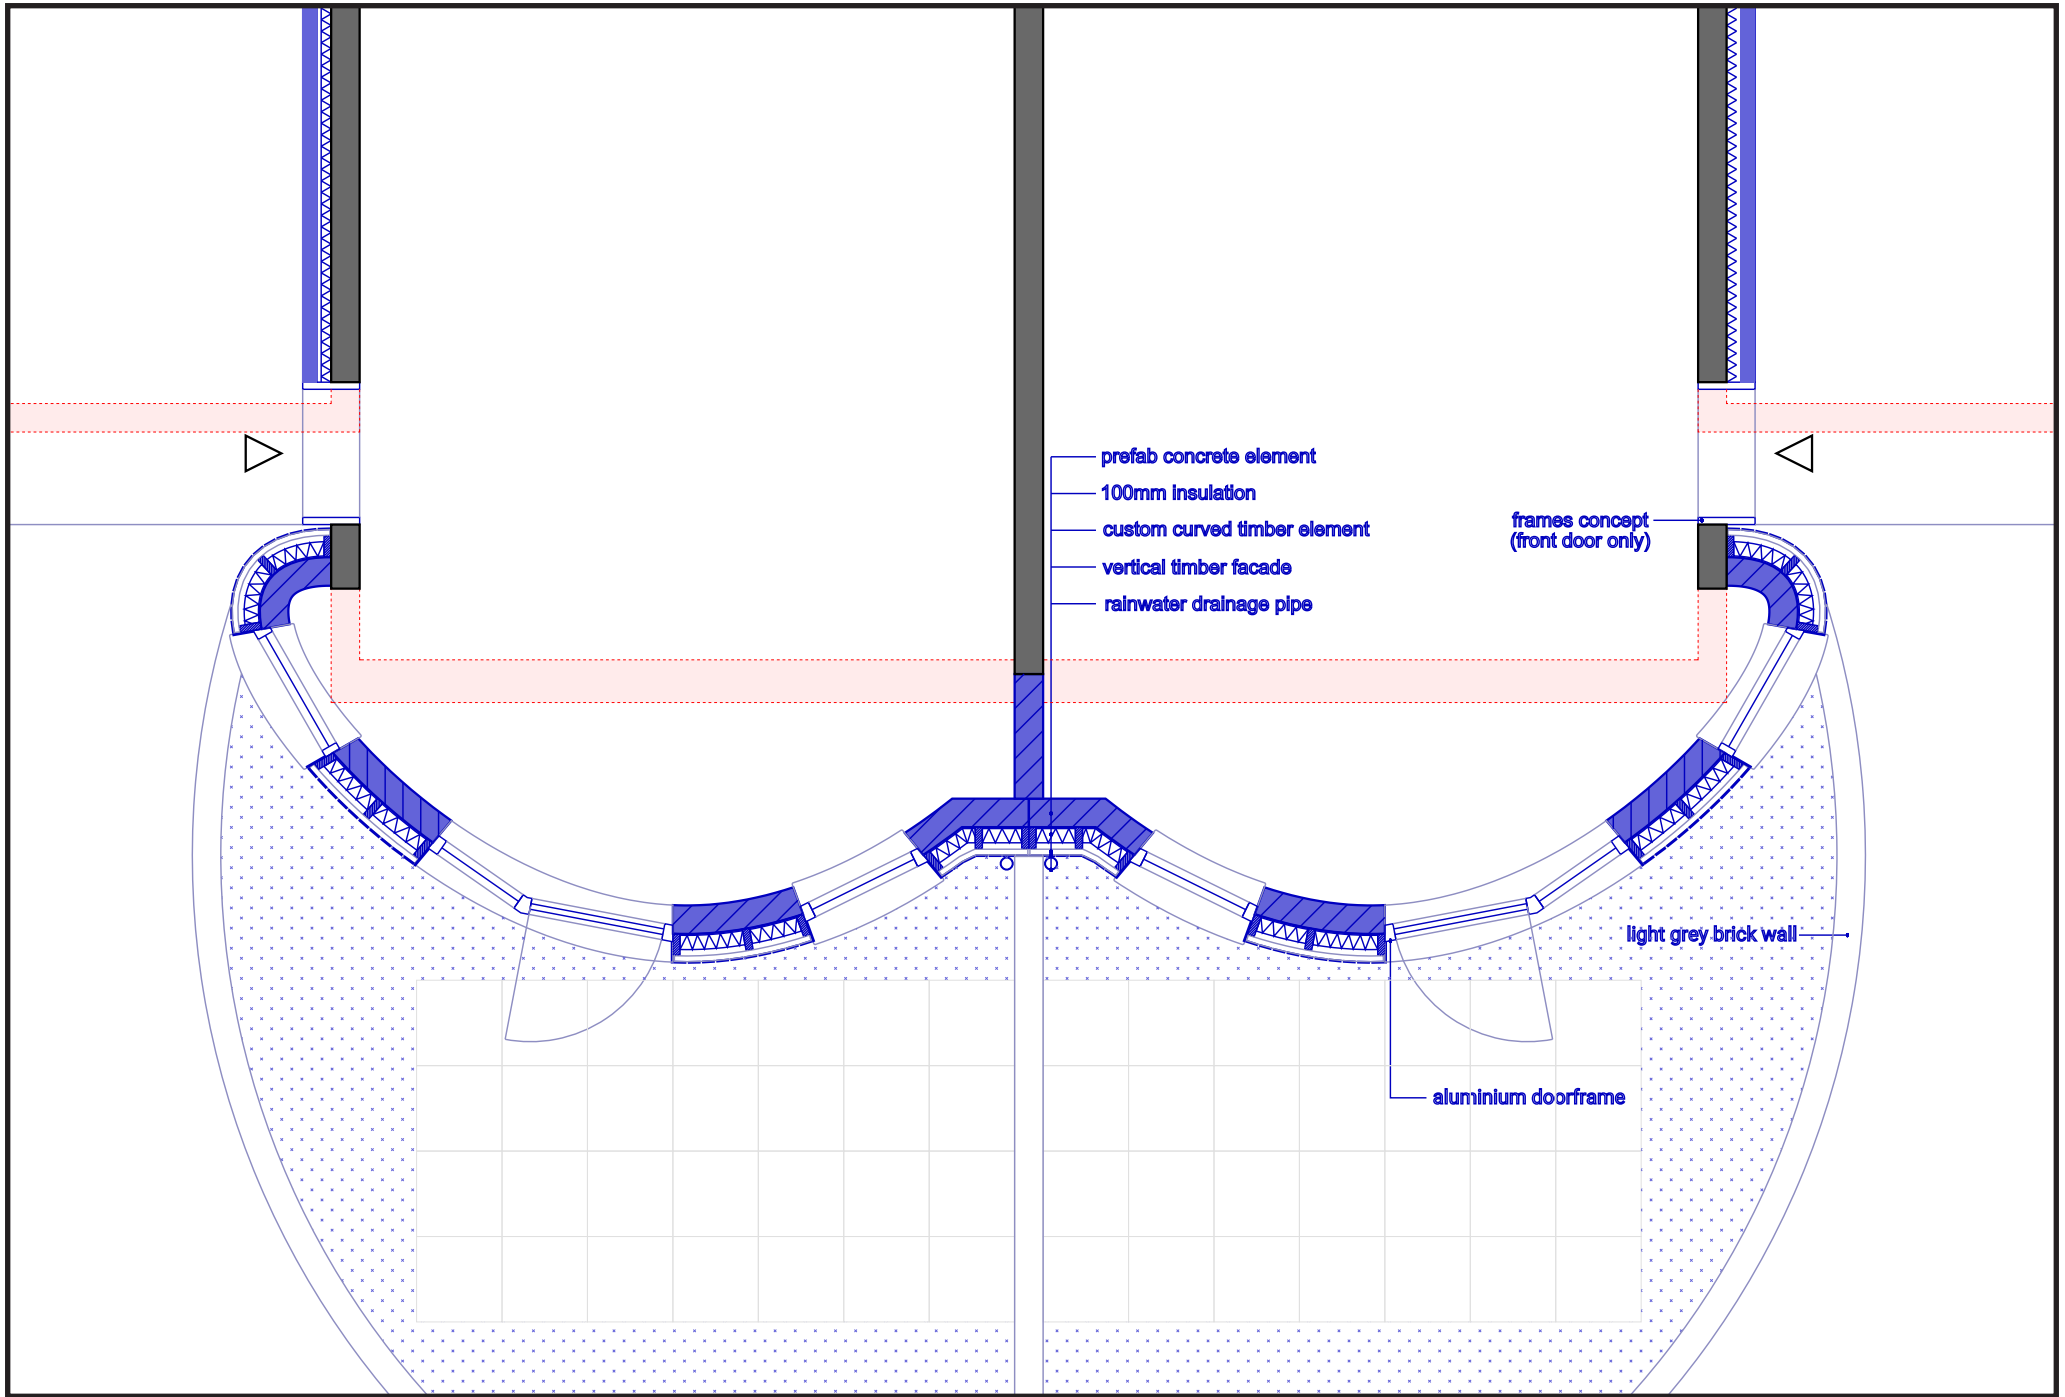 prefab concrete element
100mm insulation
custom curved timber element
vertical timber facade
rainwater drainage pipe
frames concept
(front door only)
light grey brick wall
aluminium doorframe